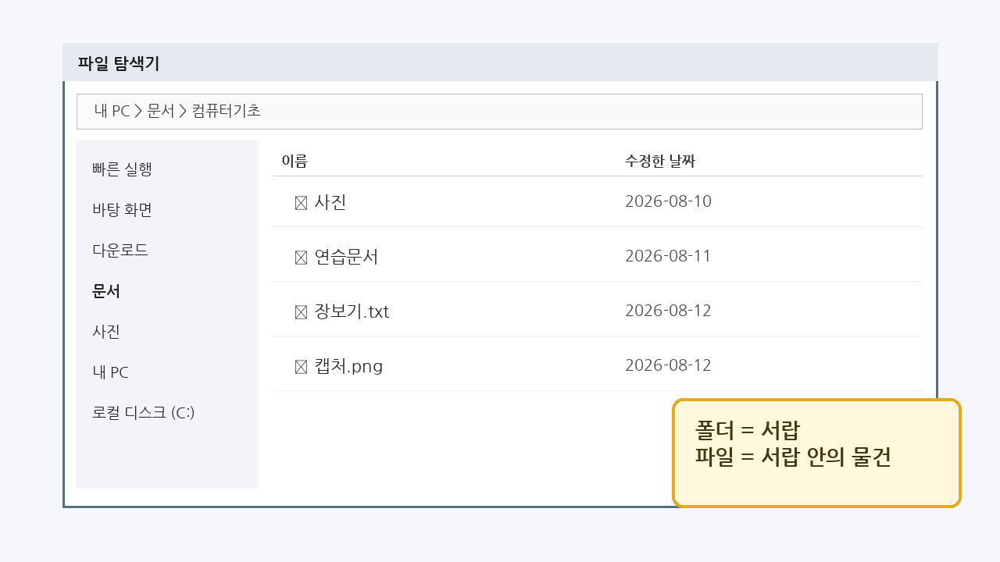 파일 탐색기
내 PC > 문서 > 컴퓨터기초
빠른 실행
바탕 화면
다운로드
문서
사진
내 PC
로컬 디스크 (C:)
이름 수정한 날짜
사진 2026-08-10
연습문서 2026-08-11
장보기.txt 2026-08-12
캡처.png 2026-08-12
폴더 = 서랍
파일 = 서랍 안의 물건